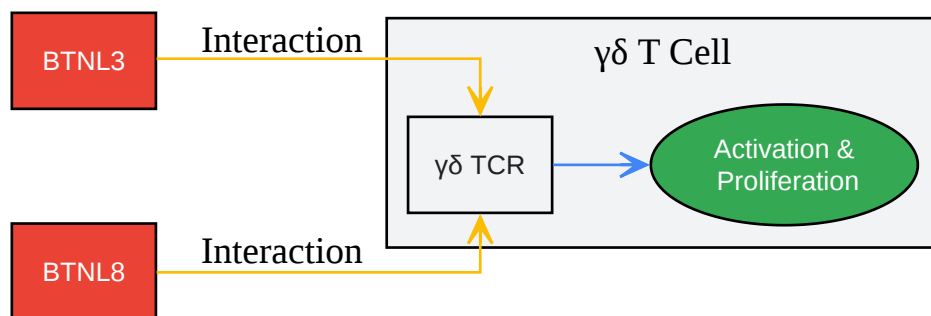 BTNL3
Interaction
γδ T Cell
γδ TCR
Activation &
Proliferation
Interaction
BTNL8